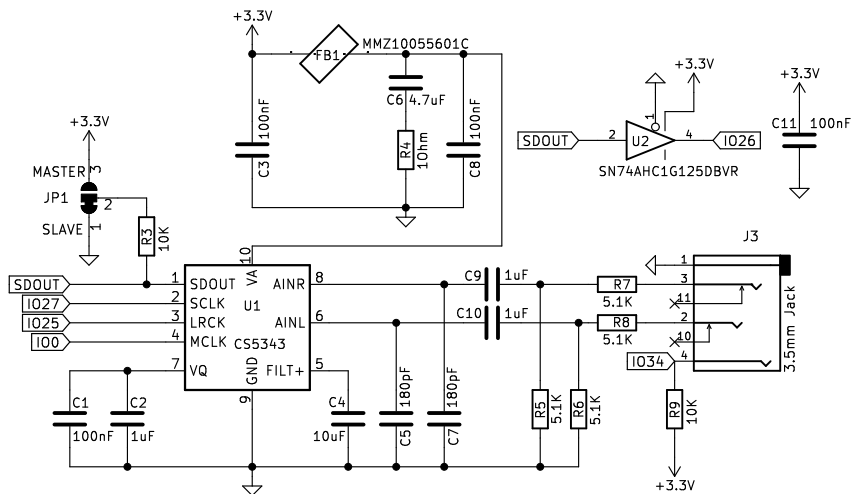 +3.3V
FB1
MMZ10055601C
C3
100nF
C6
4.7uF
R4
1Ohm
C8
100nF
+3.3V
1
SDOUT
2
U2
4
IO26
SN74AHC1G125DBVR
+3.3V
C11
100nF
+3.3V
MASTER
3
JP1
2
SLAVE
1
R3
10K
10
VA
SDOUT
1
SDOUT
IO27
2
SCLK
IO25
3
LRCK
IO0
4
MCLK
7
VQ
U1
CS5343
GND
9
AINR
8
AINL
6
FILT+
5
C1
100nF
C2
1uF
C4
10uF
180pF
C5
180pF
C7
C9
1uF
C10
1uF
R7
5.1K
R8
5.1K
R5
5.1K
R6
5.1K
R9
10K
+3.3V
IO34
J3
1
3
11
2
10
4
3.5mm Jack